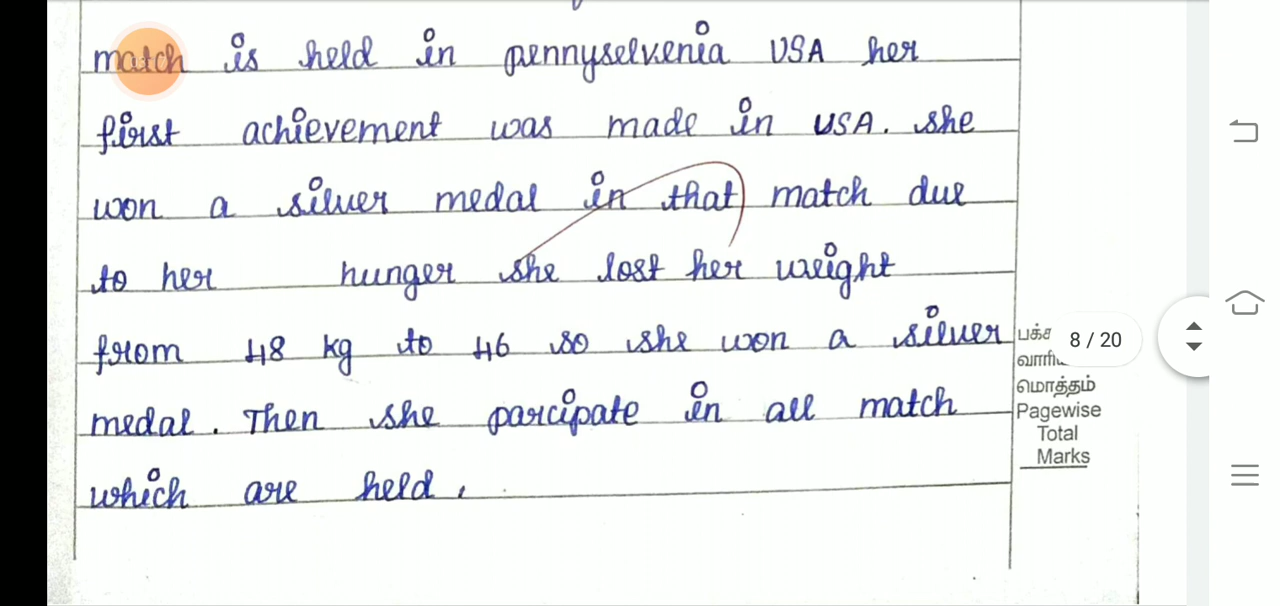 match is held in pennyselvenia USA her
first achievement was made in USA. she
won a silver medal in that match due
to her hunger she lost her weight
from 48 kg to 46 so she won a silver
medal. Then she parcipate in all match
which are held.
8 / 20
மொத்தம்
Pagewise
Total
Marks